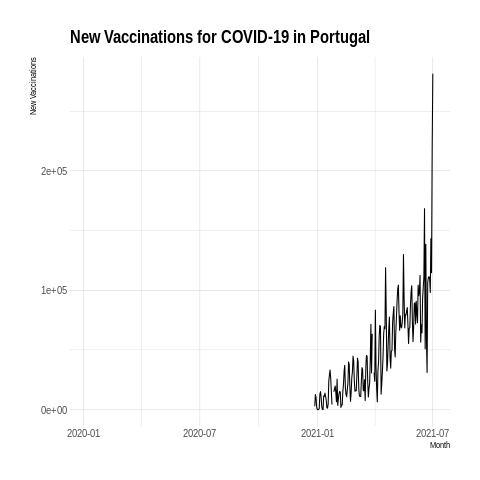 New Vaccinations for COVID-19 in Portugal
New Vaccinations
2e+05
1e+05
0e+00
2020-01 2020-07 2021-01 2021-07
Month